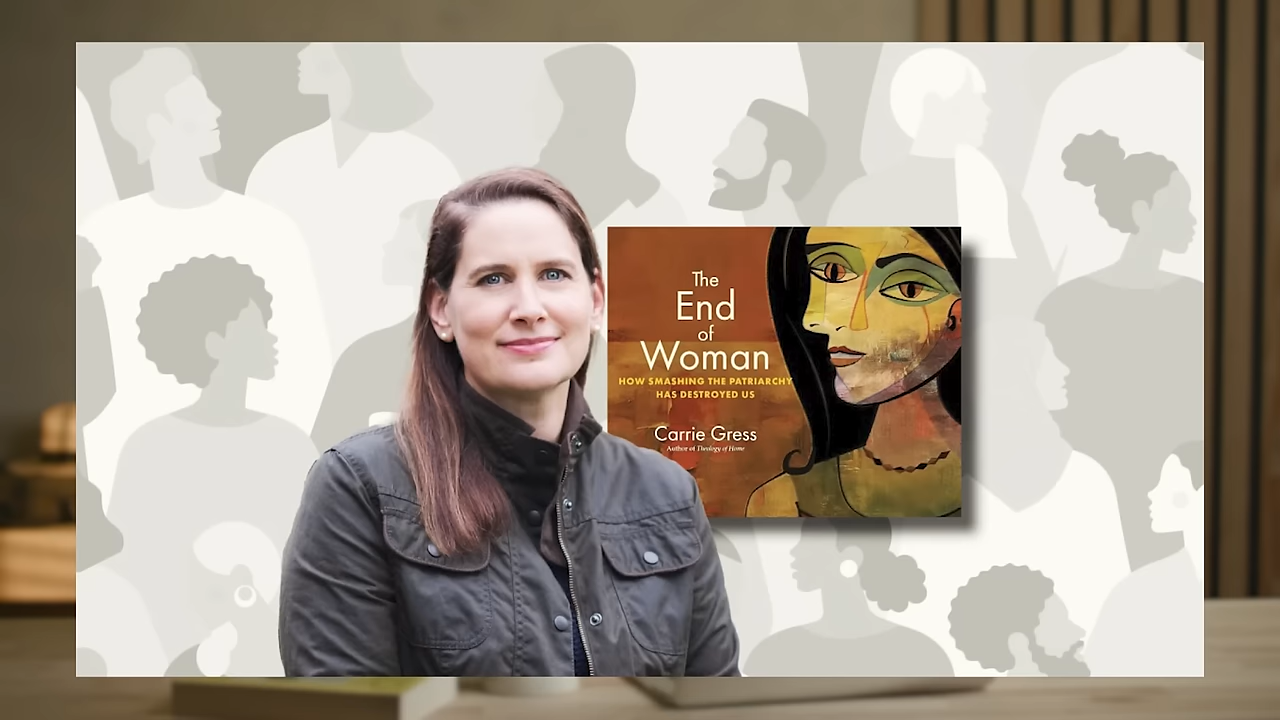 The
End
of
Woman
HOW SMASHING THE PATRIARCHY
HAS DESTROYED US
Carrie Gress
Author of Theology of Home